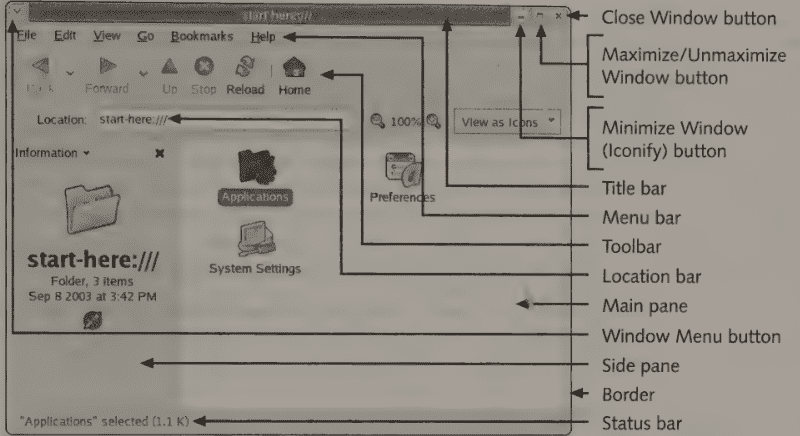 start-here:///
File Edit View Go Bookmarks Help
Back Forward Up Stop Reload Home
Location: start-here:/// 100% View as Icons
Information
Applications
Preferences
start-here:///
Folder, 3 items
Sep 8 2003 at 3:42 PM
System Settings
"Applications" selected (1.1 K)
Close Window button
Maximize/Unmaximize
Window button
Minimize Window
(Iconify) button
Title bar
Menu bar
Toolbar
Location bar
Main pane
Window Menu button
Side pane
Border
Status bar